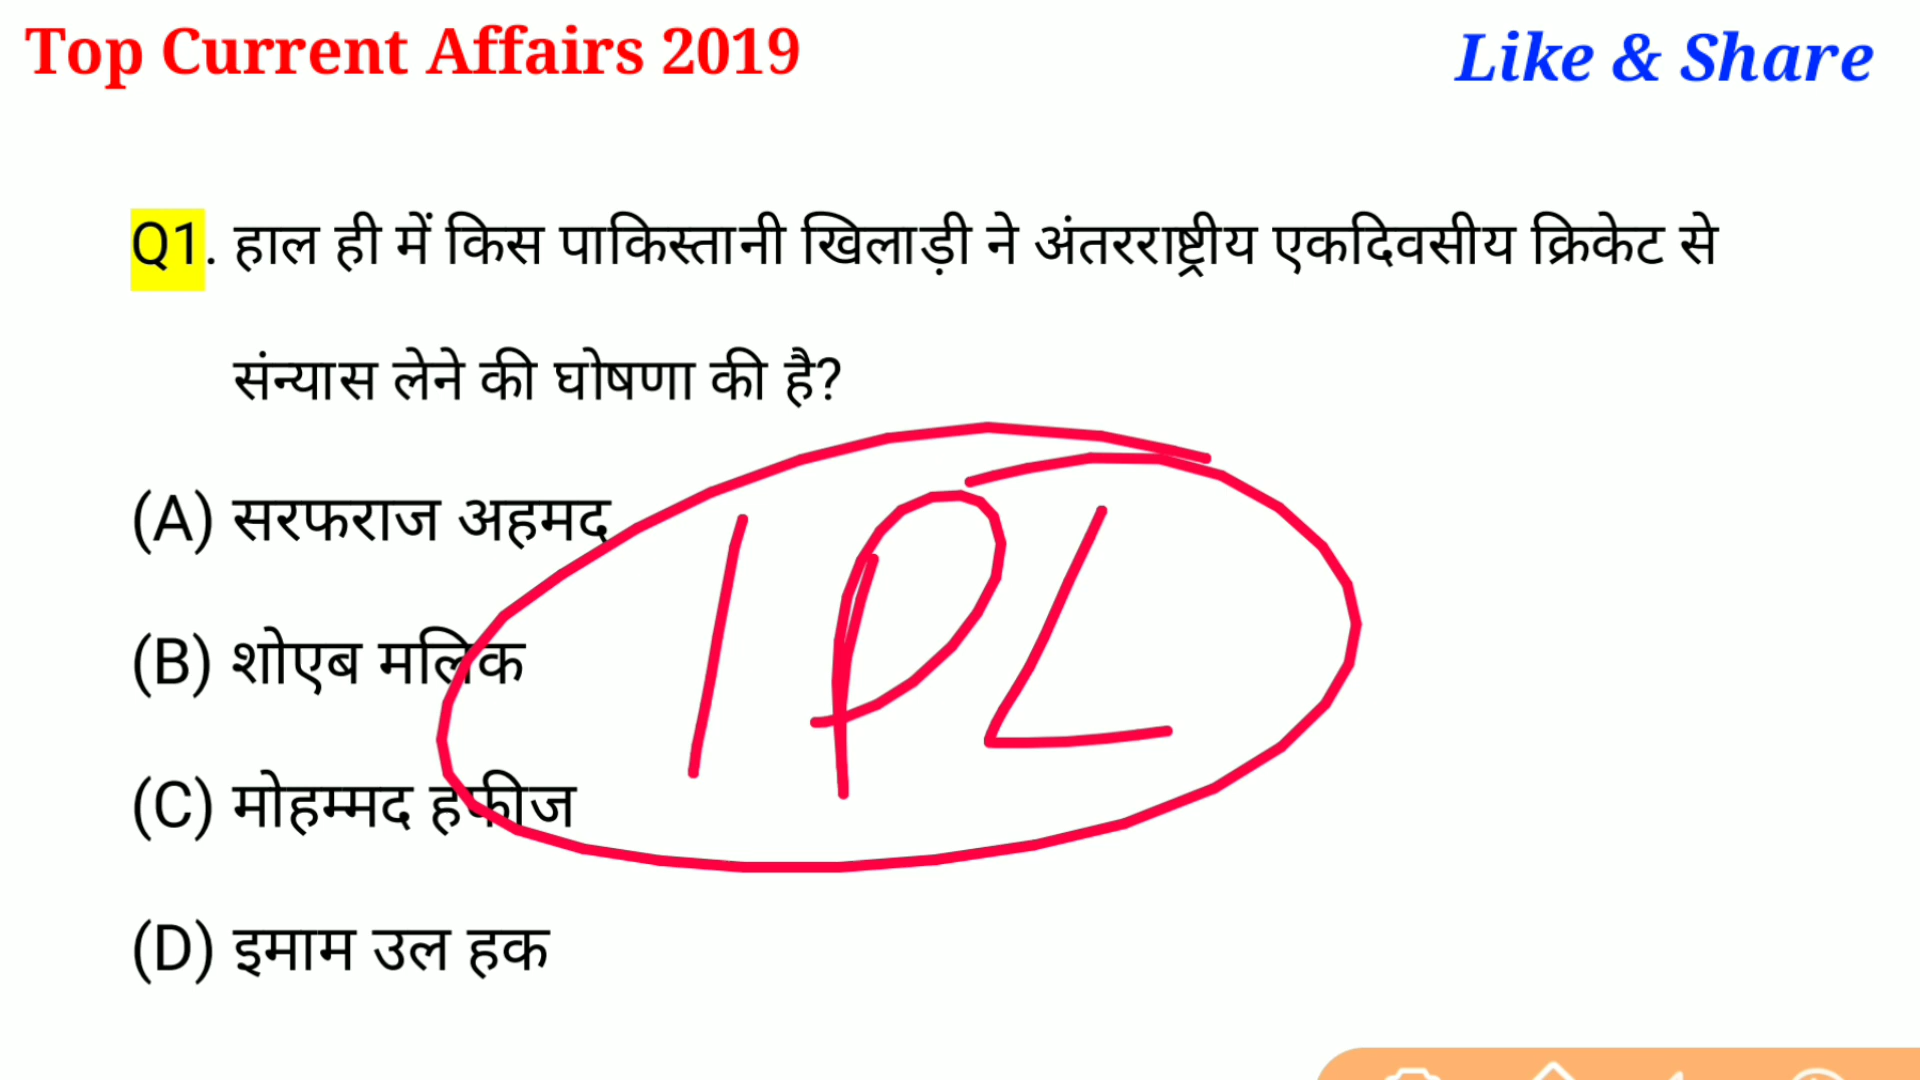 Top Current Affairs 2019
Like & Share
Q1. हाल ही में किस पाकिस्तानी खिलाड़ी ने अंतरराष्ट्रीय एकदिवसीय क्रिकेट से
संन्यास लेने की घोषणा की है?
(A) सरफराज अहमद
(B) शोएब मलिक
(C) मोहम्मद हफीज
(D) इमाम उल हक
IPL